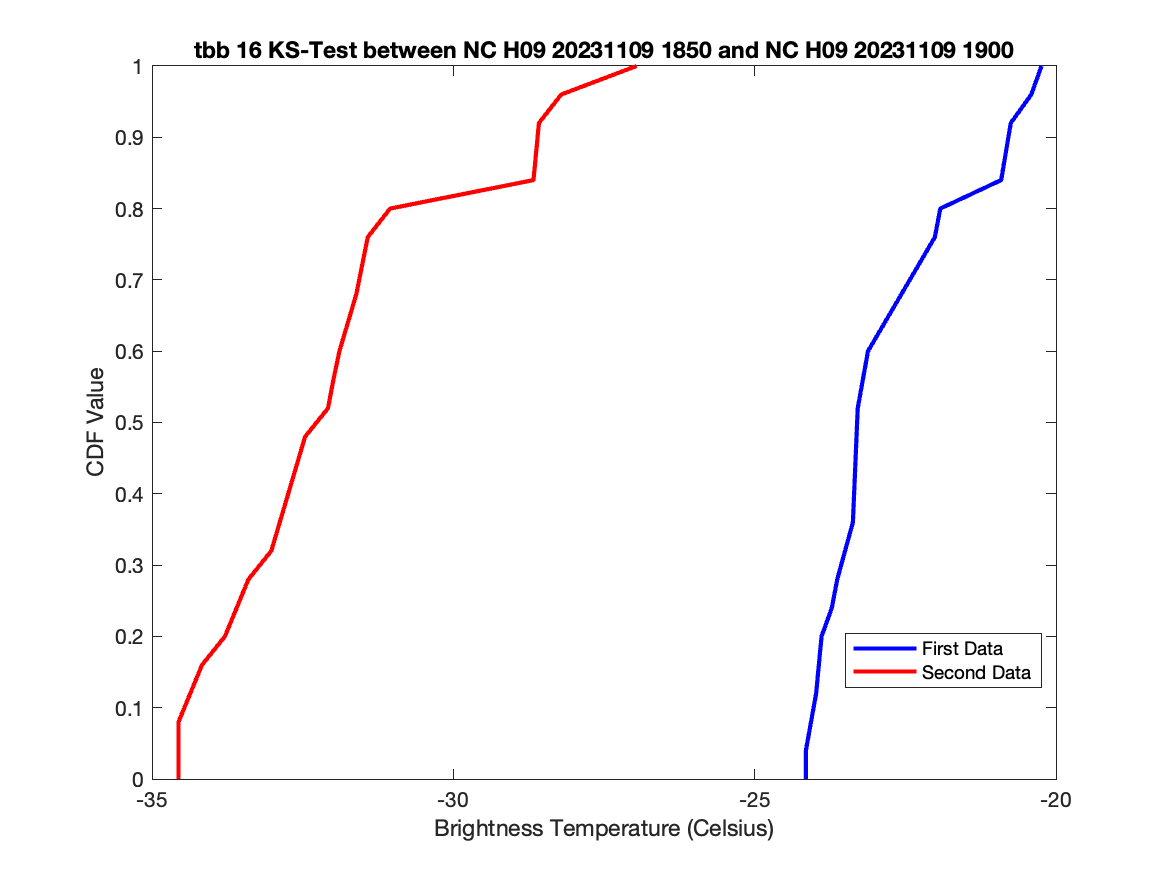 tbb 16 KS-Test between NC H09 20231109 1850 and NC H09 20231109 1900
1
0.9
0.8
0.7
0.6
0.5
0.4
0.3
0.2
0.1
0
CDF Value
First Data
Second Data
-35 -30 -25 -20
Brightness Temperature (Celsius)